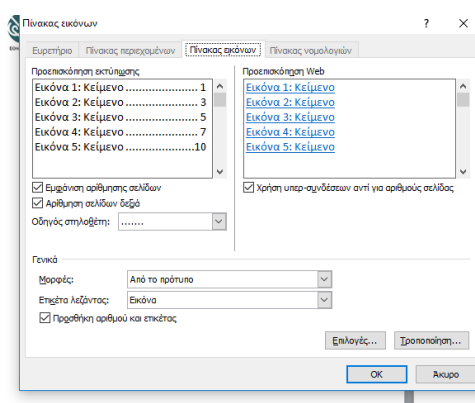 Πίνακας εικόνων ? ×
Ευρετήριο Πίνακας περιεχομένων Πίνακας εικόνων Πίνακας νομολογιών
Προεπισκόπηση εκτύπωσης
Εικόνα 1: Κείμενο ...................... 1
Εικόνα 2: Κείμενο ...................... 3
Εικόνα 3: Κείμενο ...................... 5
Εικόνα 4: Κείμενο ...................... 7
Εικόνα 5: Κείμενο .....................10
Εμφάνιση αρίθμησης σελίδων
Αρίθμηση σελίδων δεξιά
Οδηγός στηλοθέτη: .......
Προεπισκόπηση Web
Εικόνα 1: Κείμενο
Εικόνα 2: Κείμενο
Εικόνα 3: Κείμενο
Εικόνα 4: Κείμενο
Εικόνα 5: Κείμενο
Χρήση υπερ-συνδέσεων αντί για αριθμούς σελίδας
Γενικά
Μορφές: Από το πρότυπο
Ετικέτα λεζάντας: Εικόνα
Προσθήκη αριθμού και ετικέτας
Επιλογές... Τροποποίηση...
OK Άκυρο